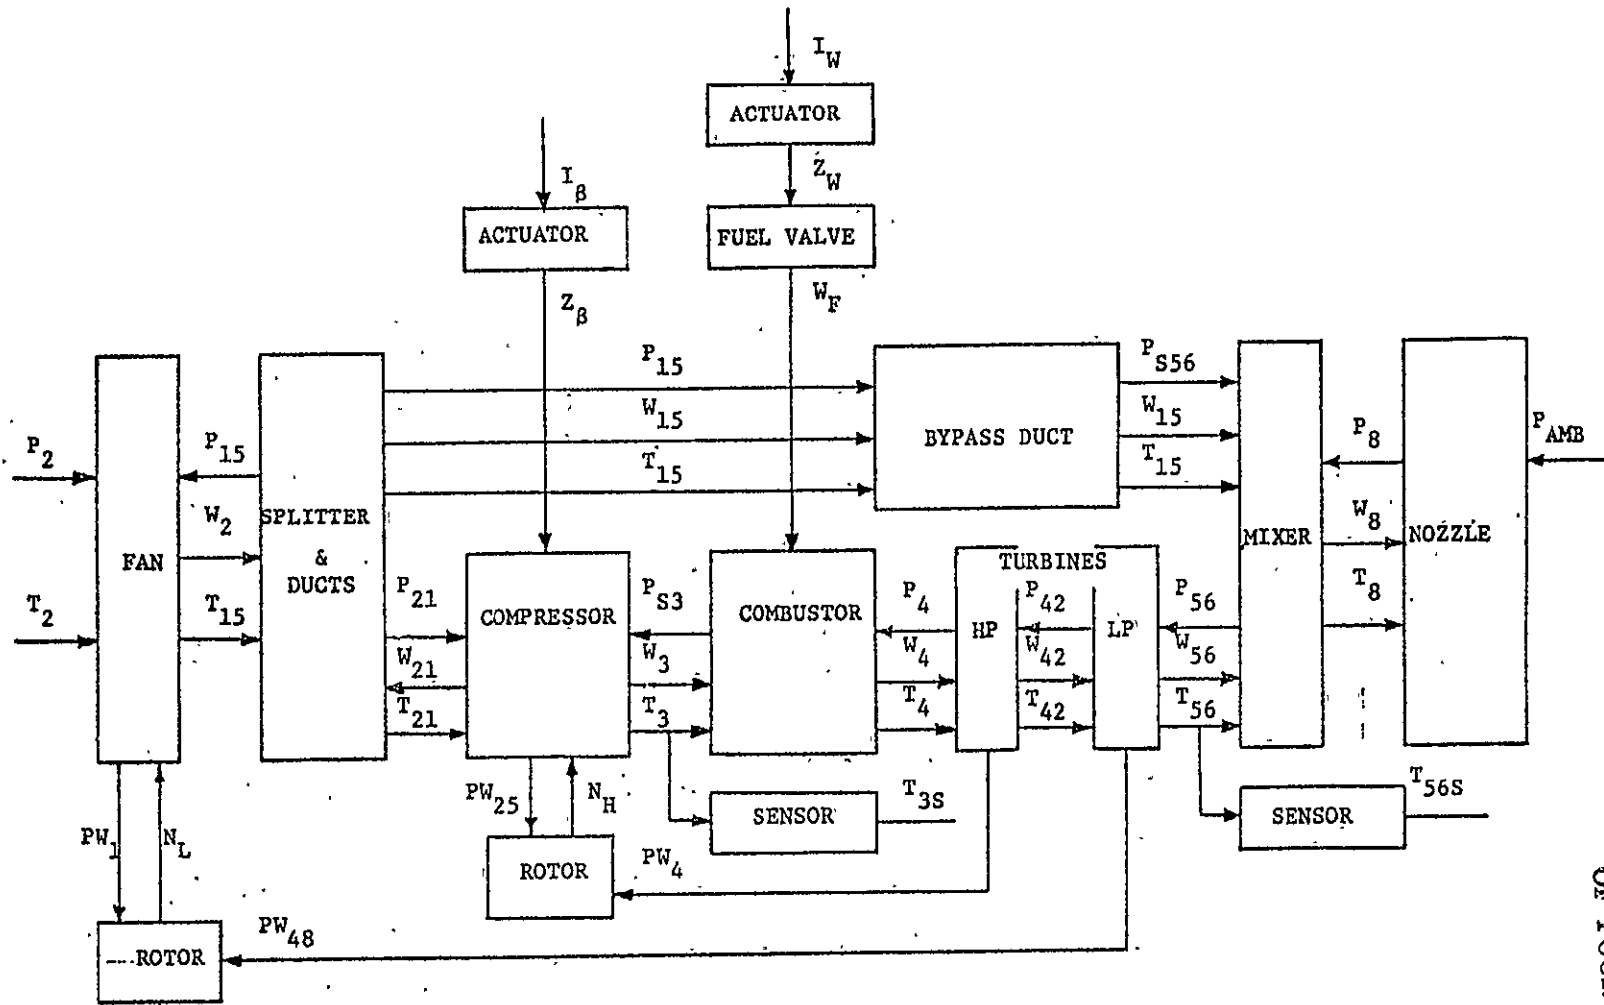 I_W
ACTUATOR
I_β
Z_W
ACTUATOR
FUEL VALVE
Z_β
W_F
P_15
P_S56
W_15
W_15
BYPASS DUCT
P_2
P_15
T_15
T_15
P_8
P_AMB
W_2
SPLITTER
&
DUCTS
FAN
W_8
MIXER
NOZZLE
TURBINES
T_2
T_15
P_21
COMPRESSOR
P_S3
COMBUSTOR
P_4
HP
P_42
LP
P_56
T_8
W_21
W_3
W_4
W_42
W_56
T_21
T_3
T_4
T_42
T_56
PW_25
N_H
T_3S
T_56S
SENSOR
SENSOR
PW_1
N_L
ROTOR
PW_4
PW_48
ROTOR